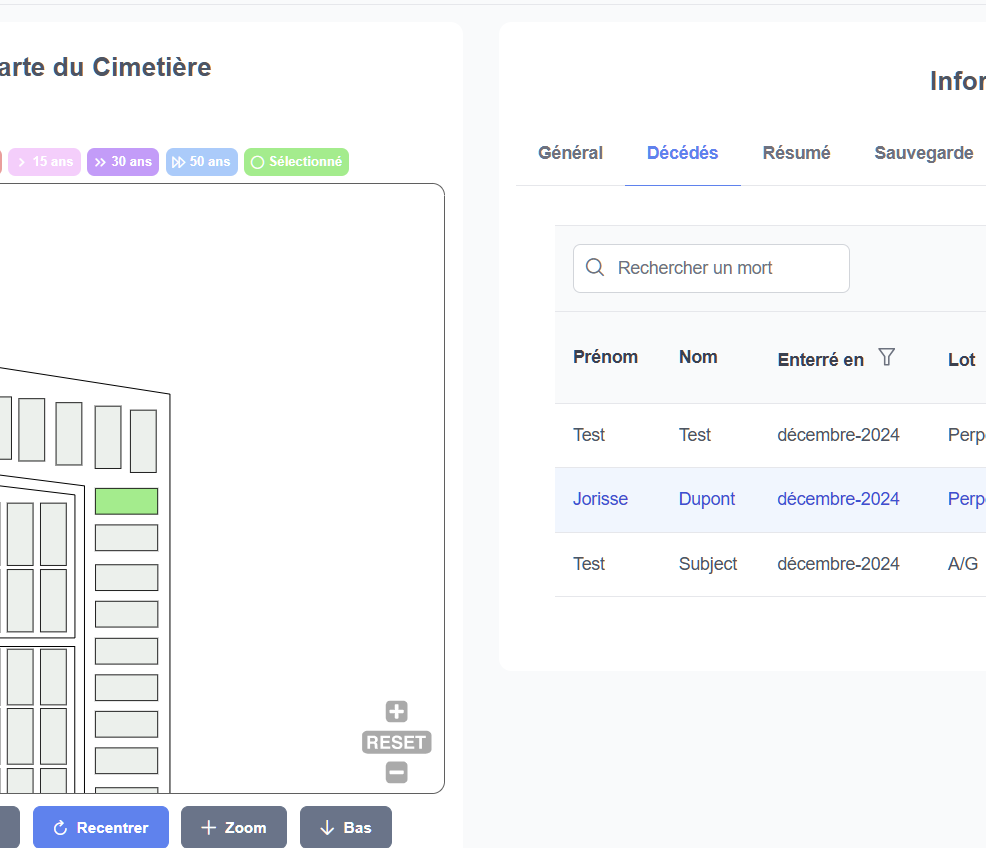 arte du Cimetière
15 ans
30 ans
50 ans
Sélectionné
RESET
Recentrer
Zoom
Bas
Infor
Général
Décédés
Résumé
Sauvegarde
Rechercher un mort
Prénom Nom Enterré en Lot
Test Test décembre-2024 Perp
Jorisse Dupont décembre-2024 Perp
Test Subject décembre-2024 A/G